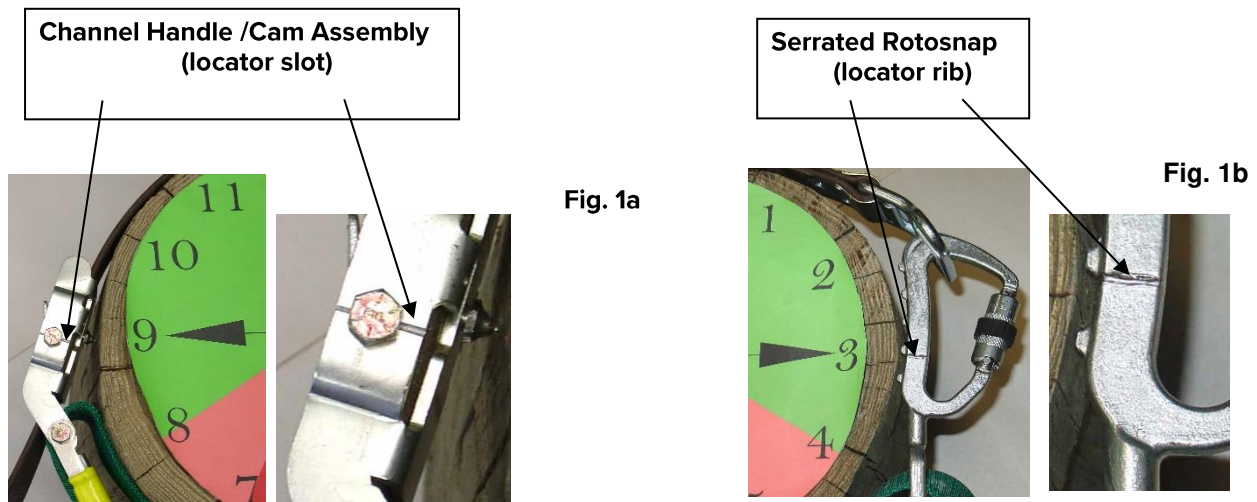 Channel Handle /Cam Assembly
(locator slot)
Serrated Rotosnap
(locator rib)
Fig. 1a
Fig. 1b
11
10
9
8
7
1
2
3
4